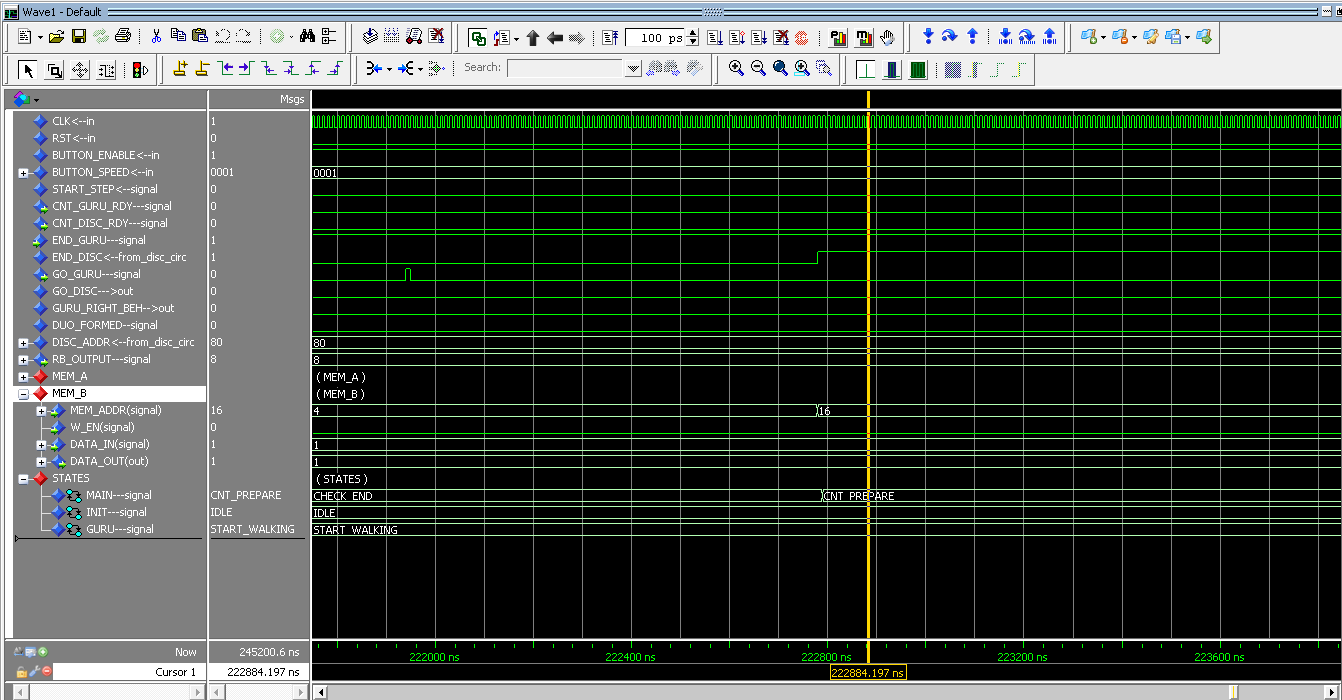 Wave1 - Default
100 ps
Search:
Msgs
CLK<--in 1
RST<--in 0
BUTTON_ENABLE<--in 1
BUTTON_SPEED<--in 0001 0001
START_STEP<--signal 0
CNT_GURU_RDY---signal 0
CNT_DISC_RDY---signal 0
END_GURU---signal 1
END_DISC<--from_disc_circ 1
GO_GURU---signal 0
GO_DISC--->out 0
GURU_RIGHT_BEH-->out 0
DUO_FORMED--signal 0
DISC_ADDR<--from_disc_circ 80 80
RB_OUTPUT---signal 8 8
MEM_A (MEM_A)
MEM_B (MEM_B)
MEM_ADDR(signal) 16 4 16
W_EN(signal) 0
DATA_IN(signal) 1 1
DATA_OUT(out) 1 1
STATES (STATES)
MAIN---signal CNT_PREPARE CHECK_END CNT_PREPARE
INIT---signal IDLE IDLE
GURU---signal START_WALKING START_WALKING
Now 245200.6 ns 222000 ns 222400 ns 222800 ns 223200 ns 223600 ns
Cursor 1 222884.197 ns 222884.197 ns